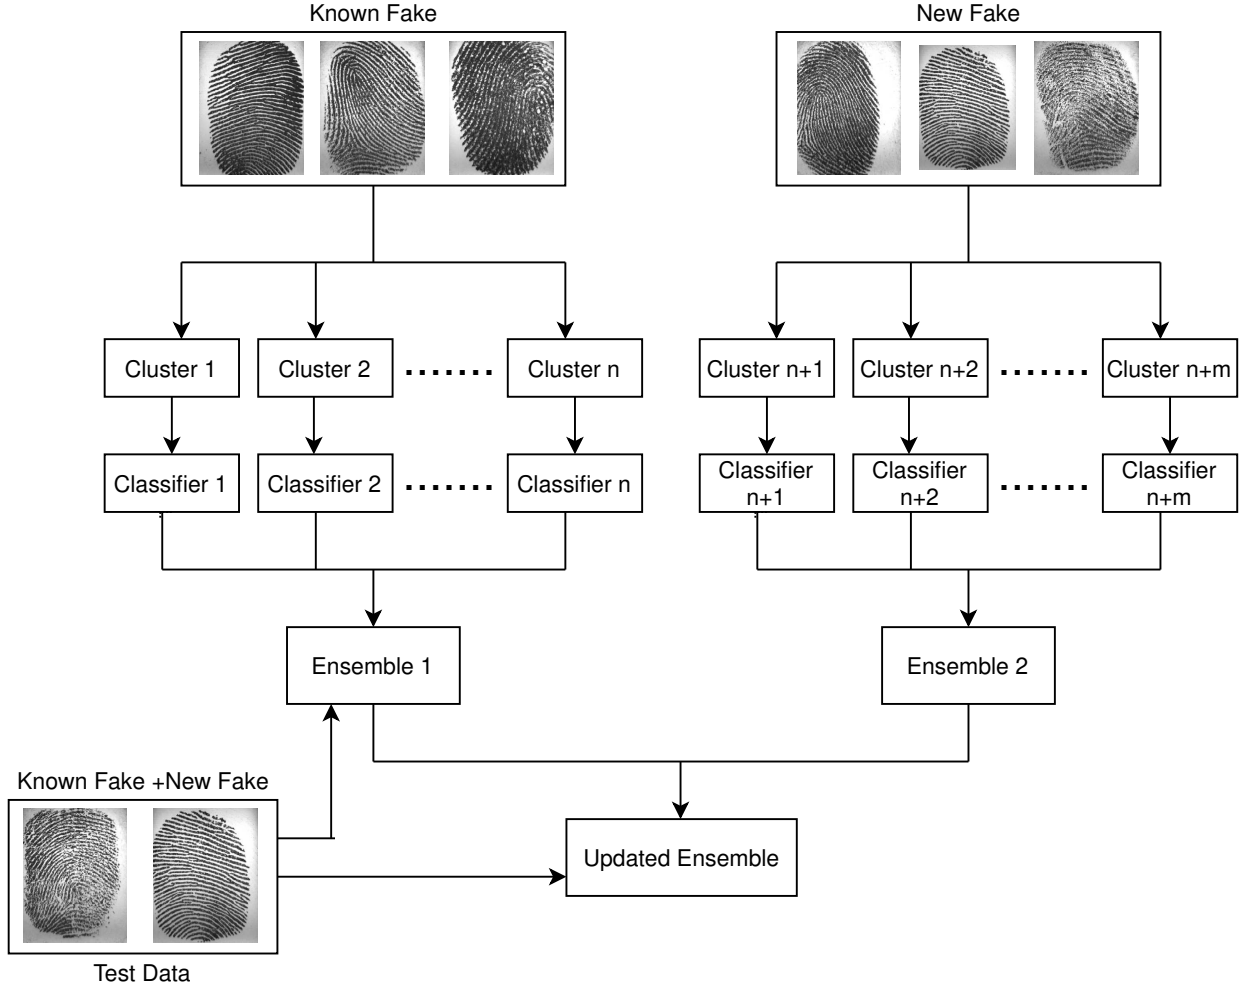 Known Fake
New Fake
Cluster 1
Cluster 2
.......
Cluster n
Cluster n+1
Cluster n+2
.......
Cluster n+m
Classifier 1
Classifier 2
.......
Classifier n
Classifier
n+1
Classifier
n+2
.......
Classifier
n+m
Ensemble 1
Ensemble 2
Known Fake +New Fake
Updated Ensemble
Test Data